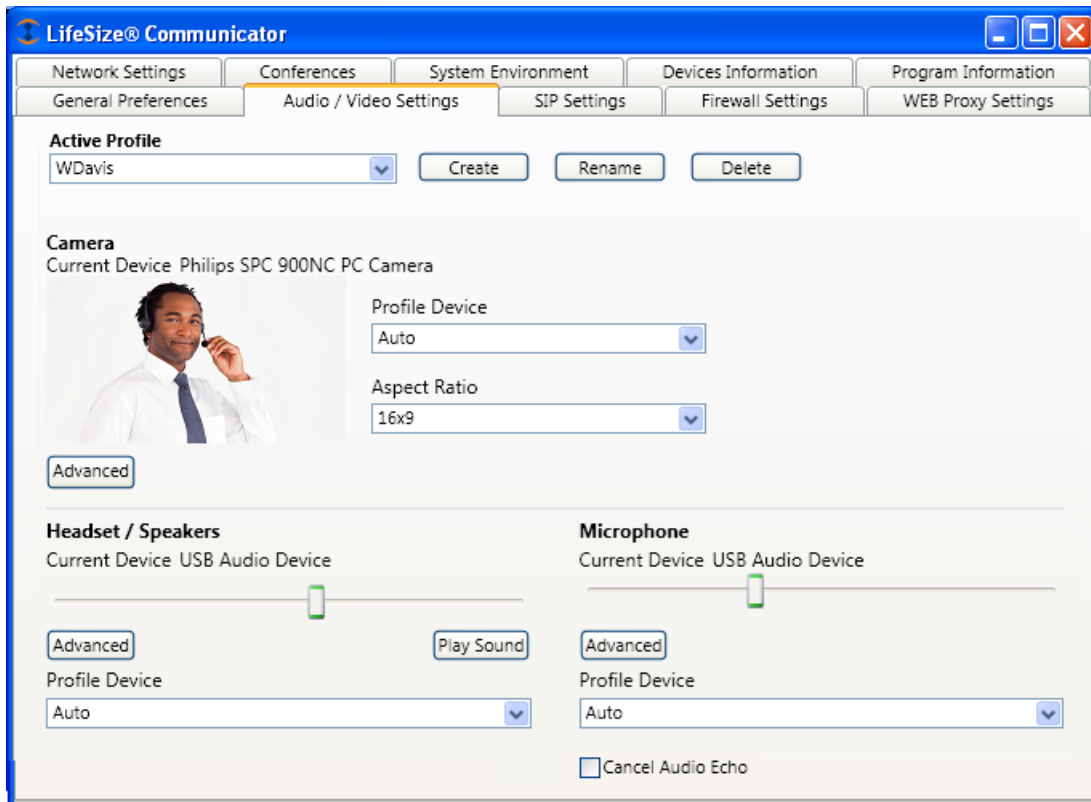 LifeSize® Communicator
Network Settings
Conferences
System Environment
Devices Information
Program Information
General Preferences
Audio / Video Settings
SIP Settings
Firewall Settings
WEB Proxy Settings
Active Profile
WDavis
Create
Rename
Delete
Camera
Current Device Philips SPC 900NC PC Camera
Profile Device
Auto
Aspect Ratio
16x9
Advanced
Headset / Speakers
Current Device USB Audio Device
Advanced
Play Sound
Profile Device
Auto
Microphone
Current Device USB Audio Device
Advanced
Profile Device
Auto
Cancel Audio Echo